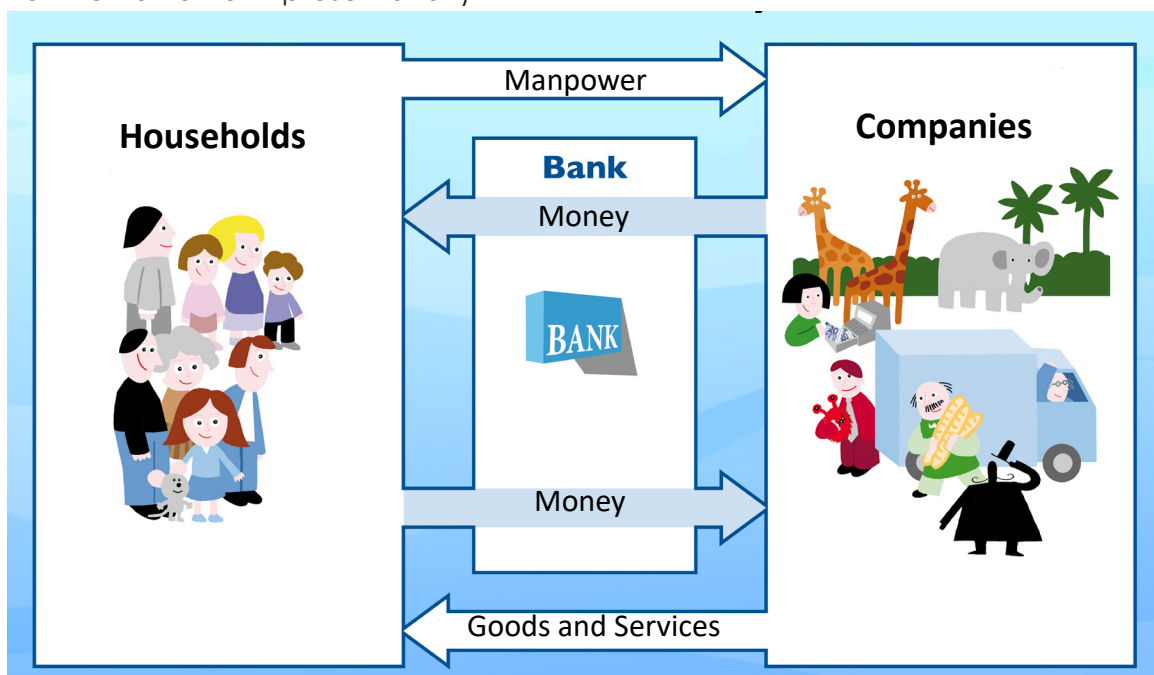 Manpower
Households
Companies
Bank
Money
BANK
Money
Goods and Services